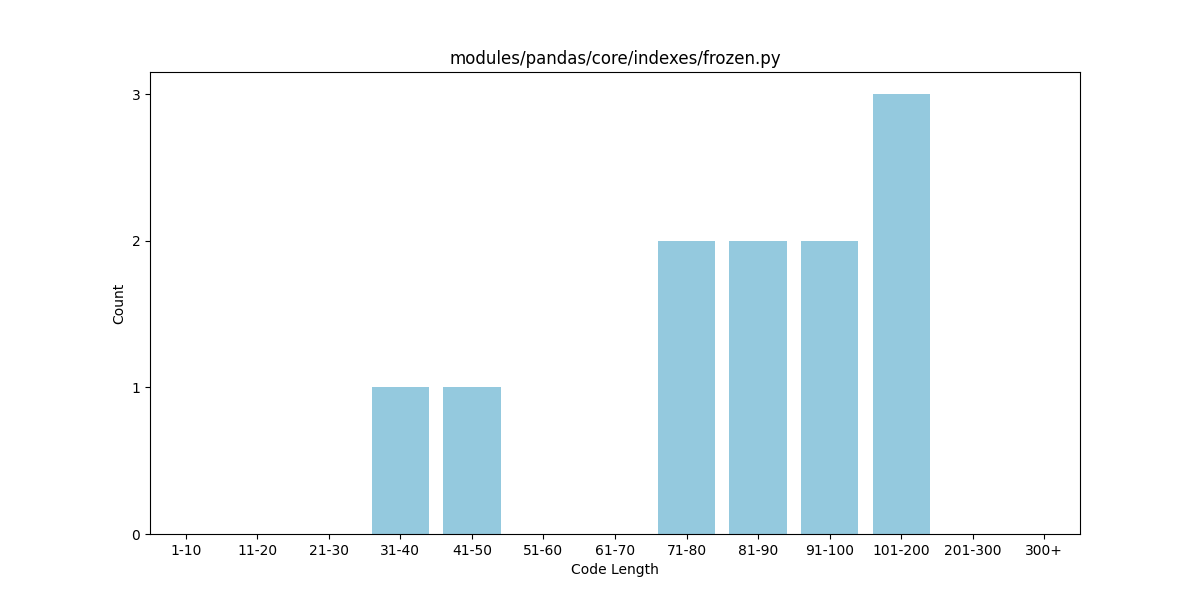 modules/pandas/core/indexes/frozen.py
3
2
1
0
Count
1-10 11-20 21-30 31-40 41-50 51-60 61-70 71-80 81-90 91-100 101-200 201-300 300+
Code Length